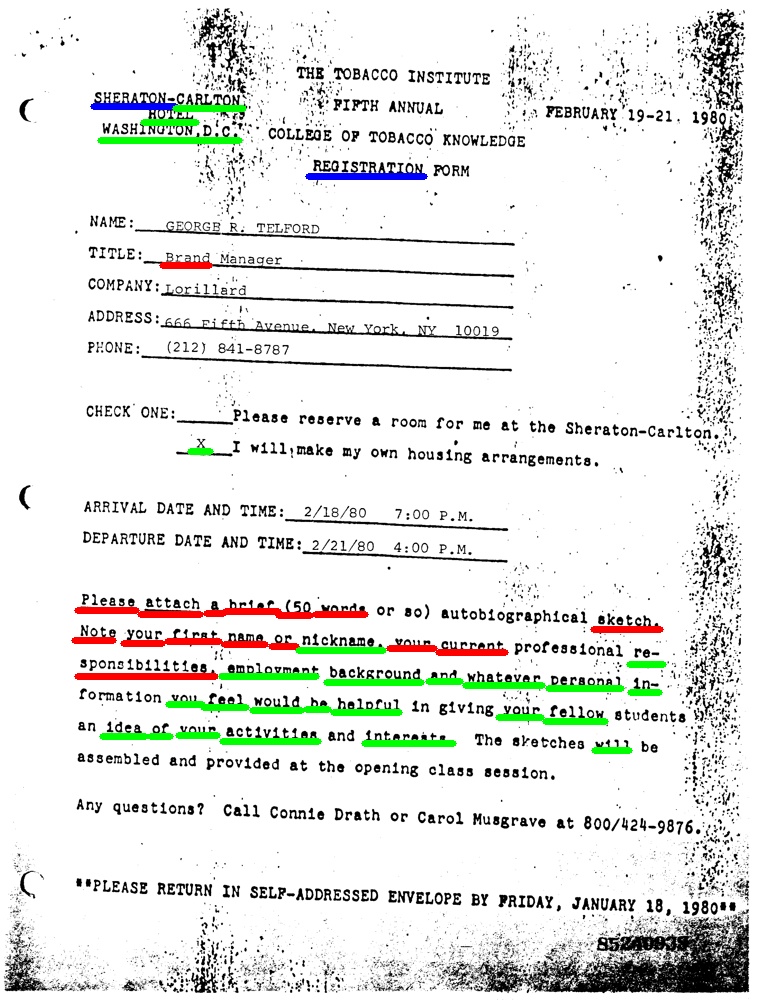 THE TOBACCO INSTITUTE
SHERATON-CARLTON FIFTH ANNUAL FEBRUARY 19-21. 1980
HOTEL
WASHINGTON,D.C. COLLEGE OF TOBACCO KNOWLEDGE
REGISTRATION FORM
NAME: GEORGE R. TELFORD
TITLE: Brand Manager
COMPANY: Lorillard
ADDRESS: 666 Fifth Avenue, New York, NY 10019
PHONE: (212) 841-8787
CHECK ONE: Please reserve a room for me at the Sheraton-Carlton.
X I will make my own housing arrangements.
ARRIVAL DATE AND TIME: 2/18/80 7:00 P.M.
DEPARTURE DATE AND TIME: 2/21/80 4:00 P.M.
Please attach a brief (50 words or so) autobiographical sketch.
Note your first name or nickname, your current professional re-
sponsibilities, employment background and whatever personal in-
formation you feel would be helpful in giving your fellow students
an idea of your activities and interests. The sketches will be
assembled and provided at the opening class session.
Any questions? Call Connie Drath or Carol Musgrave at 800/424-9876.
**PLEASE RETURN IN SELF-ADDRESSED ENVELOPE BY FRIDAY, JANUARY 18, 1980**